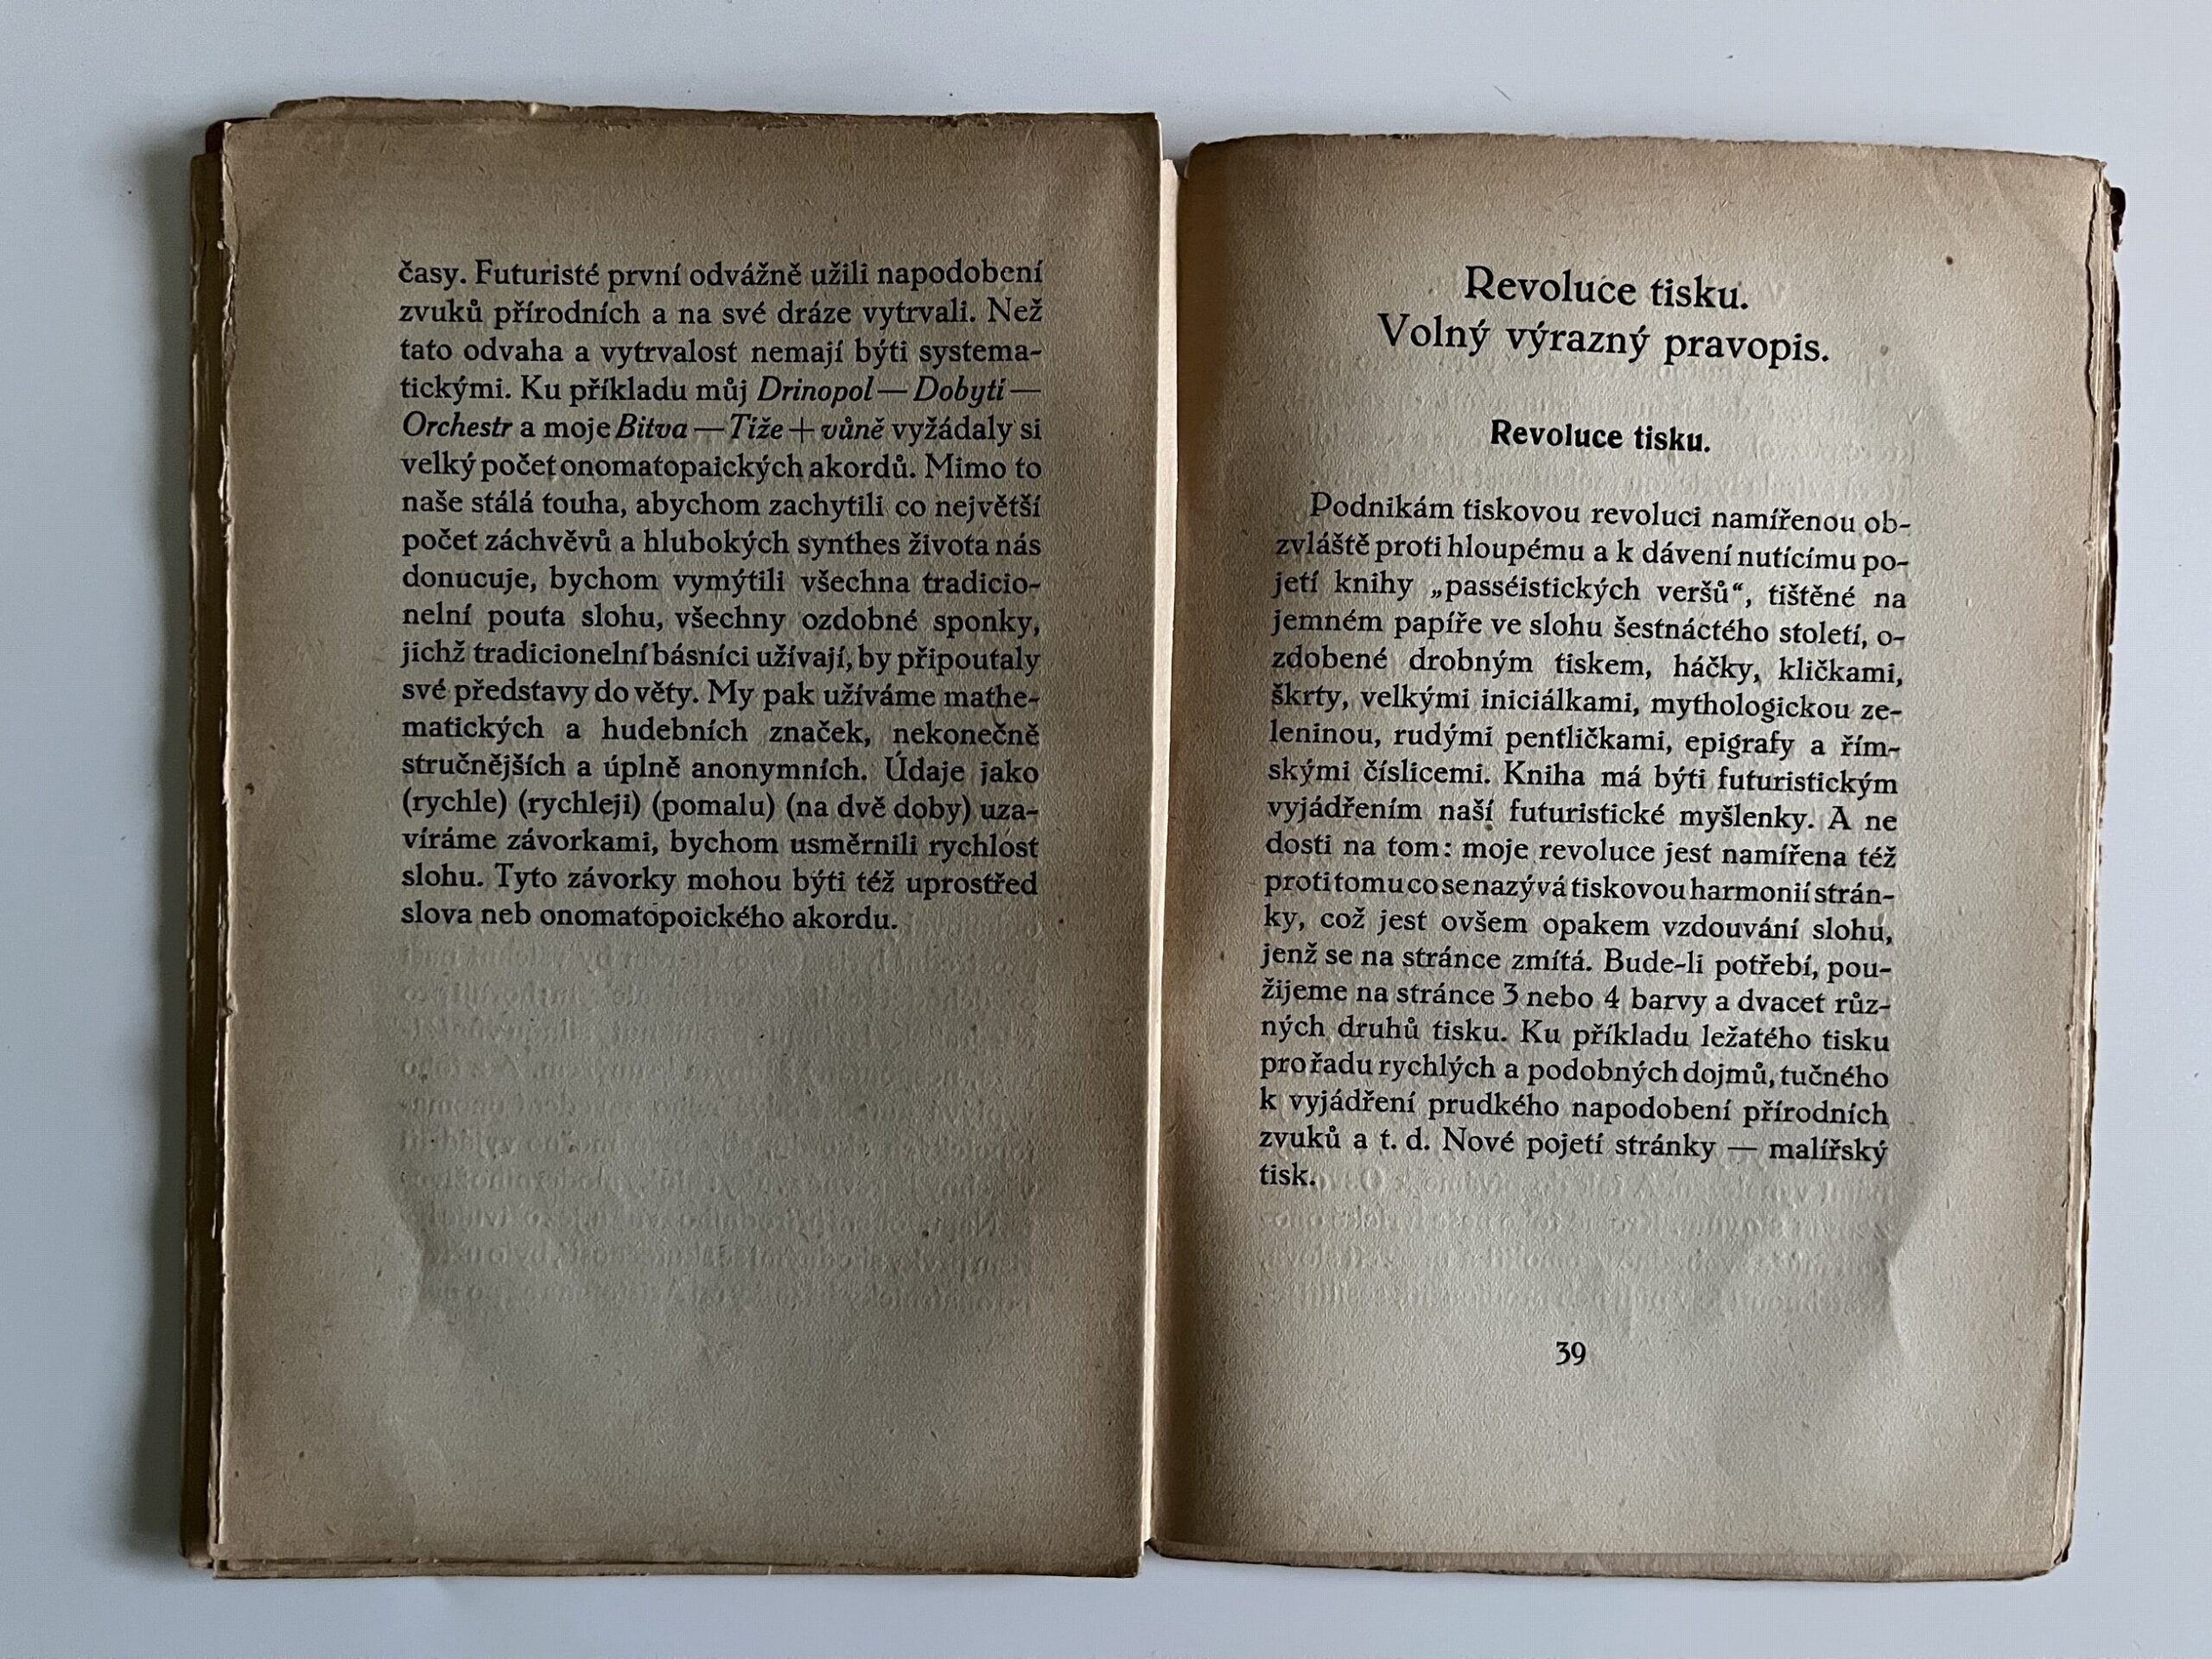 časy. Futuristé první odvážně užili napodobení
zvuků přírodních a na své dráze vytrvali. Než
tato odvaha a vytrvalost nemají býti systema-
tickými. Ku příkladu můj Drinopol — Dobyti —
Orchestr a moje Bitva — Tiže + vůně vyžádaly si
velký počet onomatopaických akordů. Mimo to
naše stálá touha, abychom zachytili co největší
počet záchvěvů a hlubokých synthes života nás
donucuje, bychom vymýtili všechna tradicio-
nelní pouta slohu, všechny ozdobné sponky,
jichž tradicionelní básníci užívají, by připoutaly
své představy do věty. My pak užíváme mathe-
matických a hudebních značek, nekonečně
stručnějších a úplně anonymních. Údaje jako
(rychle) (rychleji) (pomalu) (na dvě doby) uza-
víráme závorkami, bychom usměrnili rychlost
slohu. Tyto závorky mohou býti též uprostřed
slova neb onomatopoického akordu.
Revoluce tisku.
Volný výrazný pravopis.
Revoluce tisku.
Podnikám tiskovou revoluci namířenou ob-
zvláště proti hloupému a k dávení nutícímu po-
jetí knihy „passéistických veršů“, tištěné na
jemném papíře ve slohu šestnáctého století, o-
zdobené drobným tiskem, háčky, kličkami,
škrty, velkými iniciálkami, mythologickou ze-
leninou, rudými pentličkami, epigrafy a řím-
skými číslicemi. Kniha má býti futuristickým
vyjádřením naší futuristické myšlenky. A ne
dosti na tom: moje revoluce jest namířena též
proti tomu co se nazývá tiskovou harmonií strán-
ky, což jest ovšem opakem vzdouvání slohu,
jenž se na stránce zmítá. Bude-li potřebí, pou-
žijeme na stránce 3 nebo 4 barvy a dvacet růz-
ných druhů tisku. Ku příkladu ležatého tisku
pro řadu rychlých a podobných dojmů, tučného
k vyjádření prudkého napodobení přírodních
zvuků a t. d. Nové pojetí stránky — malířský
tisk.
39